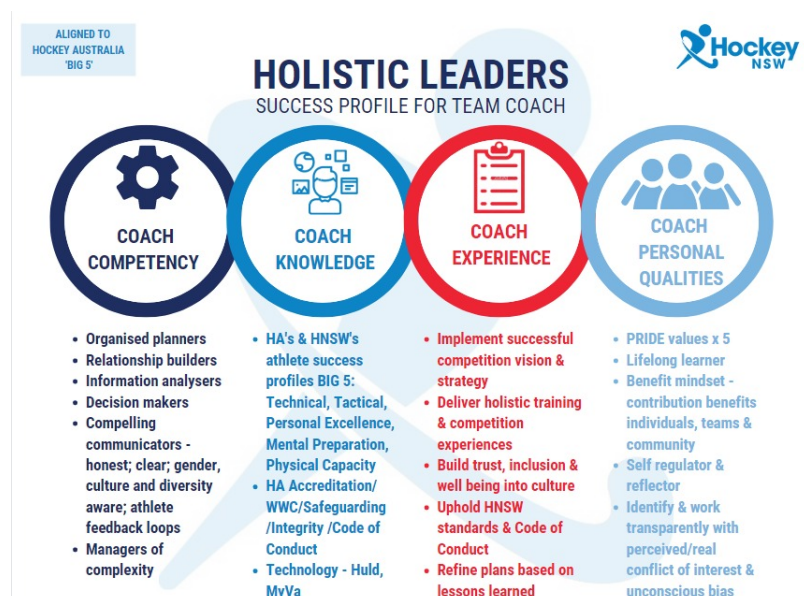 ALIGNED TO
HOCKEY AUSTRALIA
'BIG 5'
Hockey
NSW
HOLISTIC LEADERS
SUCCESS PROFILE FOR TEAM COACH
COACH
COMPETENCY
COACH
KNOWLEDGE
COACH
EXPERIENCE
COACH
PERSONAL
QUALITIES
• Organised planners
• Relationship builders
• Information analysers
• Decision makers
• Compelling
communicators -
honest; clear; gender,
culture and diversity
aware; athlete
feedback loops
• Managers of
complexity
• HA's & HNSW's
athlete success
profiles BIG 5:
Technical, Tactical,
Personal Excellence,
Mental Preparation,
Physical Capacity
• HA Accreditation/
WWC/Safeguarding
/Integrity /Code of
Conduct
• Technology - Huld,
MyVa
• Implement successful
competition vision &
strategy
• Deliver holistic training
& competition
experiences
• Build trust, inclusion &
well being into culture
• Uphold HNSW
standards & Code of
Conduct
• Refine plans based on
lessons learned
• PRIDE values x 5
• Lifelong learner
• Benefit mindset -
contribution benefits
individuals, teams &
community
• Self regulator &
reflector
• Identify & work
transparently with
perceived/real
conflict of interest &
unconscious bias